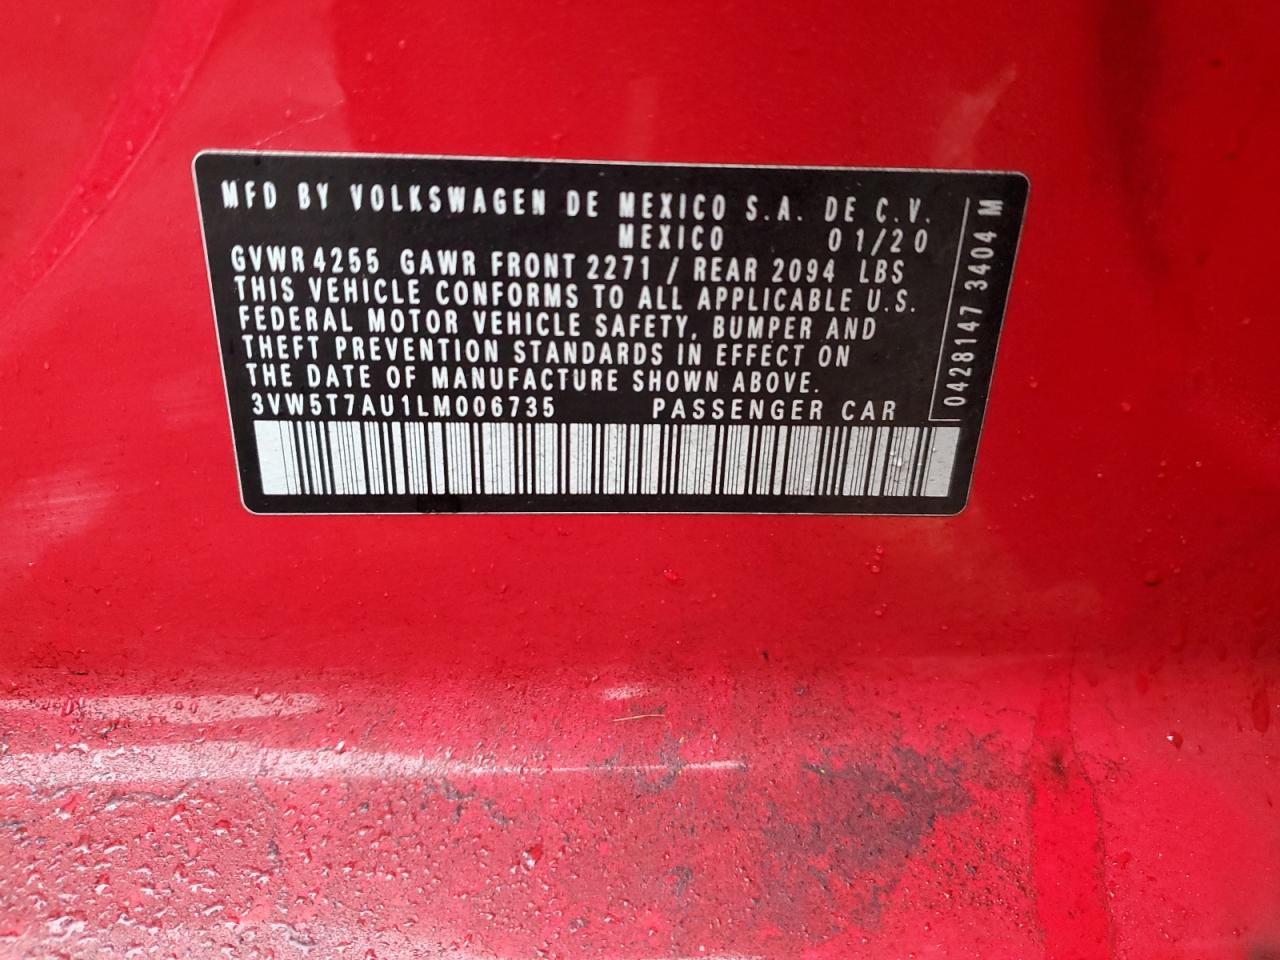 MFD BY VOLKSWAGEN DE MEXICO S.A. DE C.V.
MEXICO 01/20
GVWR 4255 GAWR FRONT 2271 / REAR 2094 LBS
THIS VEHICLE CONFORMS TO ALL APPLICABLE U.S.
FEDERAL MOTOR VEHICLE SAFETY, BUMPER AND
THEFT PREVENTION STANDARDS IN EFFECT ON
THE DATE OF MANUFACTURE SHOWN ABOVE.
3VW5T7AU1LM006735 PASSENGER CAR
0428147 3404 M